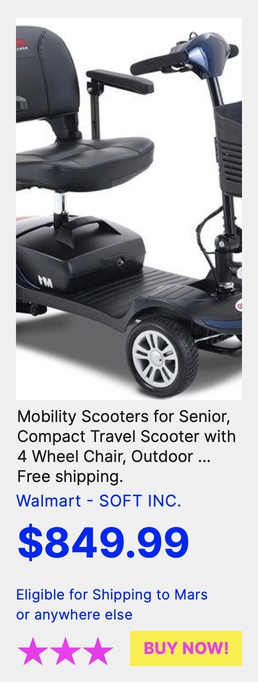 HM
Mobility Scooters for Senior,
Compact Travel Scooter with
4 Wheel Chair, Outdoor ...
Free shipping.
Walmart - SOFT INC.
$849.99
Eligible for Shipping to Mars
or anywhere else
BUY NOW!